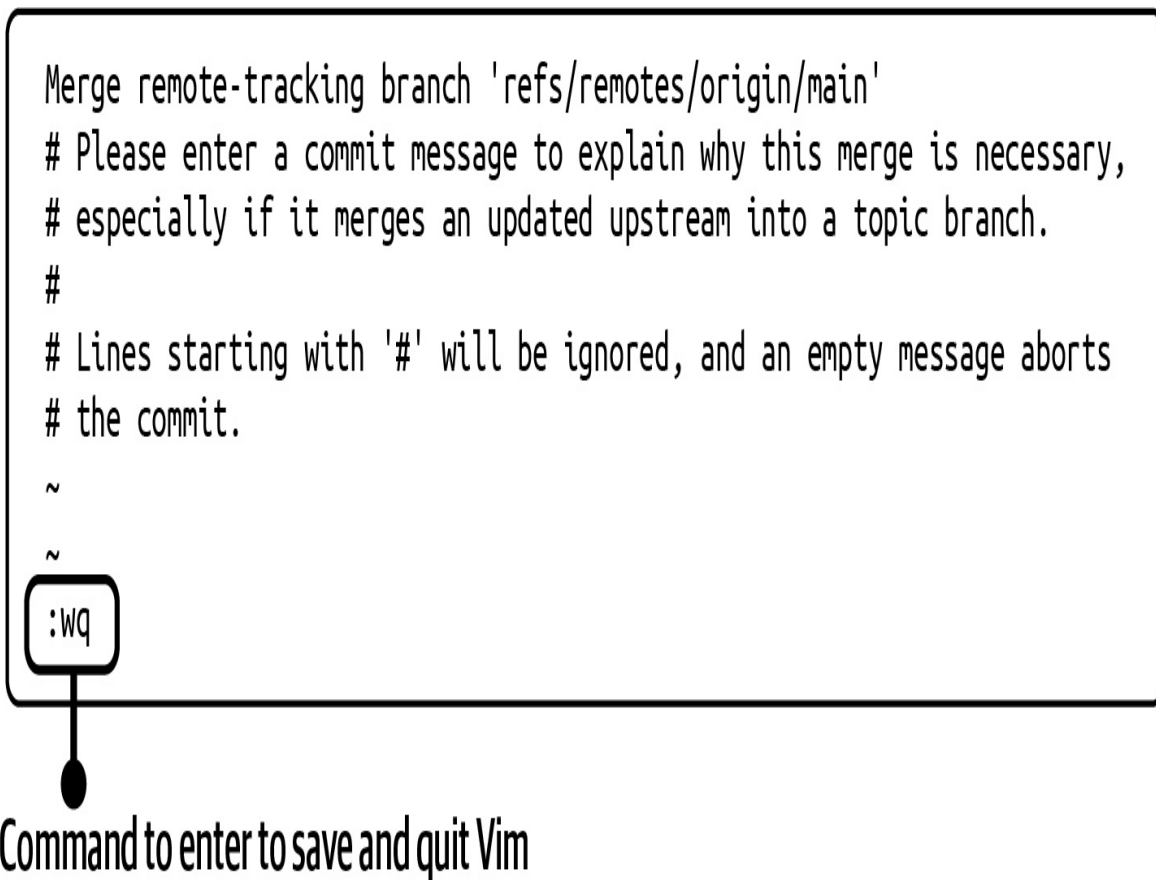 Merge remote-tracking branch 'refs/remotes/origin/main'
# Please enter a commit message to explain why this merge is necessary,
# especially if it merges an updated upstream into a topic branch.
#
# Lines starting with '#' will be ignored, and an empty message aborts
# the commit.
~
~
:wq
Command to enter to save and quit Vim